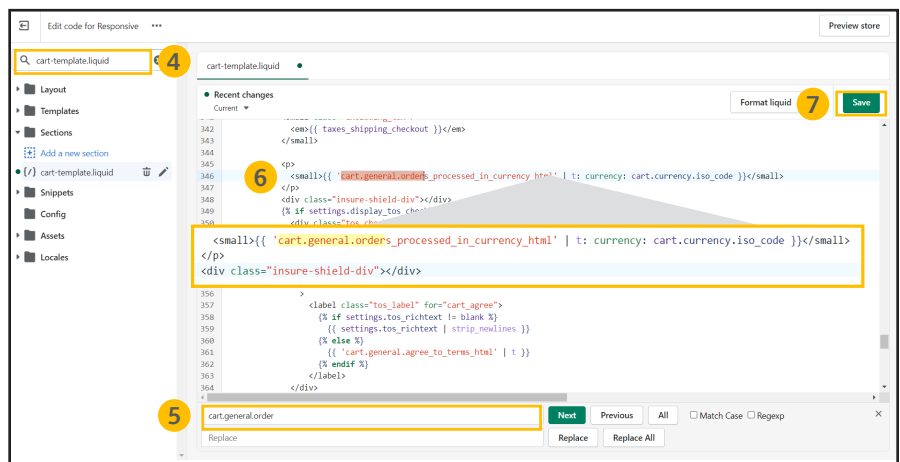 Edit code for Responsive •••
Preview store
cart-template.liquid
4
Layout
Templates
Sections
Add a new section
{/} cart-template.liquid
Snippets
Config
Assets
Locales
cart-template.liquid
Recent changes
Current
Format liquid
7
Save
342 <em>{{ taxes_shipping_checkout }}</em>
343 </small>
344
345 <p>
346 <small>{{ 'cart.general.orders_processed_in_currency_html' | t: currency: cart.currency.iso_code }}</small>
6
347 </p>
348 <div class="insure-shield-div"></div>
349 {% if settings.display_tos_che
350
<small>{{ 'cart.general.orders_processed_in_currency_html' | t: currency: cart.currency.iso_code }}</small>
</p>
<div class="insure-shield-div"></div>
356 >
357 <label class="tos_label" for="cart_agree">
358 {% if settings.tos_richtext != blank %}
359 {{ settings.tos_richtext | strip_newlines }}
360 {% else %}
361 {{ 'cart.general.agree_to_terms_html' | t }}
362 {% endif %}
363 </label>
364 </div>
5
cart.general.order
Next Previous All Match Case Regexp
Replace
Replace Replace All